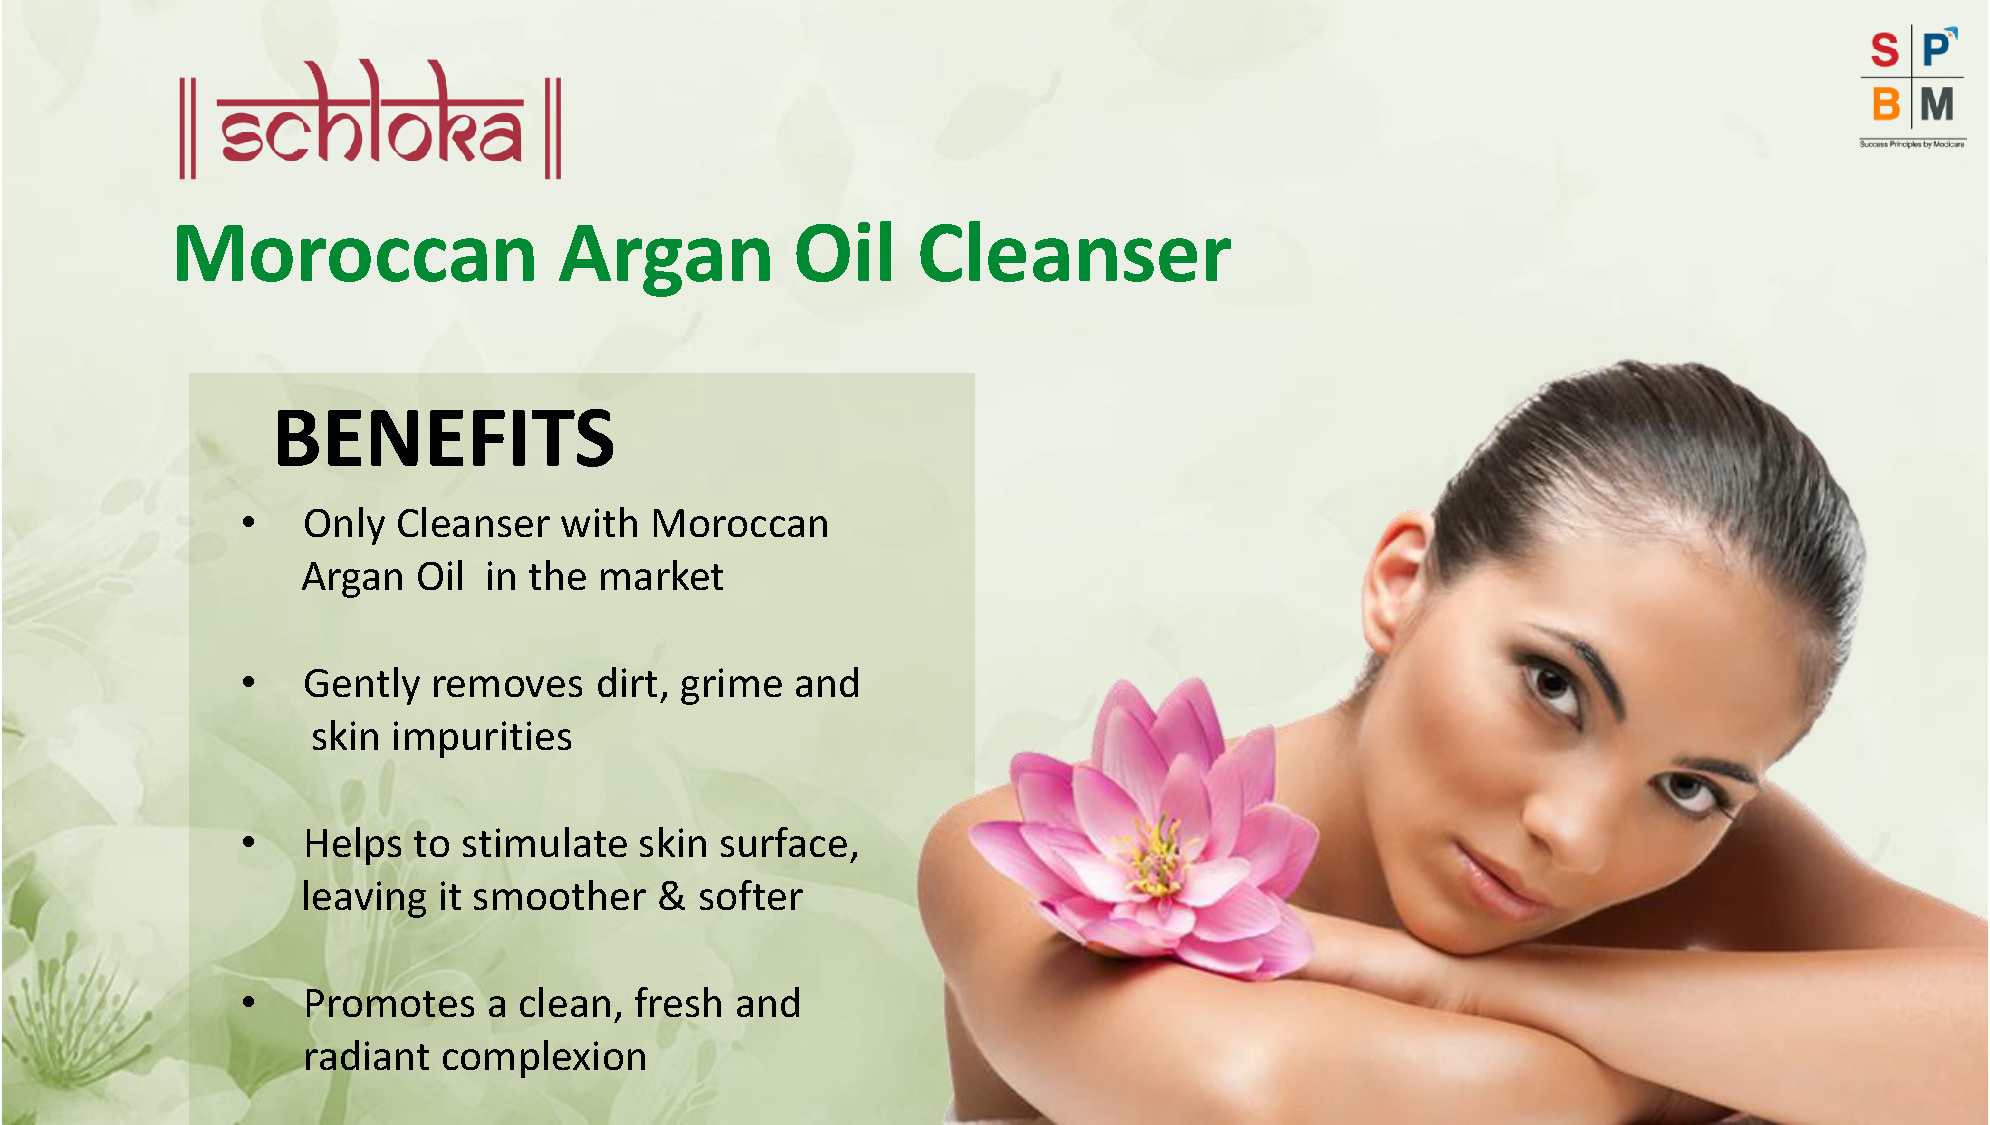 schloka
S P
B M
Success Principles by Modicare
Moroccan Argan Oil Cleanser
BENEFITS
• Only Cleanser with Moroccan
Argan Oil in the market
• Gently removes dirt, grime and
skin impurities
• Helps to stimulate skin surface,
leaving it smoother & softer
• Promotes a clean, fresh and
radiant complexion